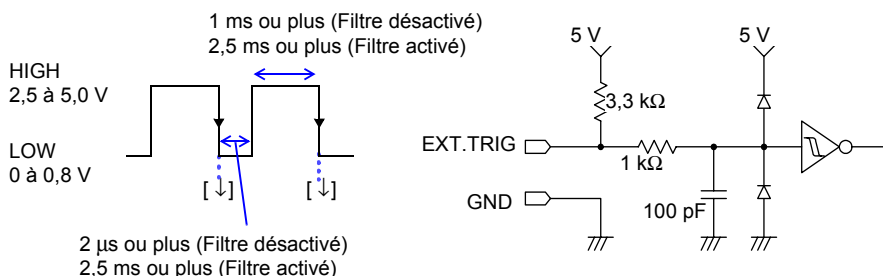 1 ms ou plus (Filtre désactivé)
2,5 ms ou plus (Filtre activé)
HIGH
2,5 à 5,0 V
LOW
0 à 0,8 V
[ ↓ ]
[ ↓ ]
2 μs ou plus (Filtre désactivé)
2,5 ms ou plus (Filtre activé)
5 V
5 V
3,3 kΩ
EXT.TRIG
1 kΩ
GND
100 pF